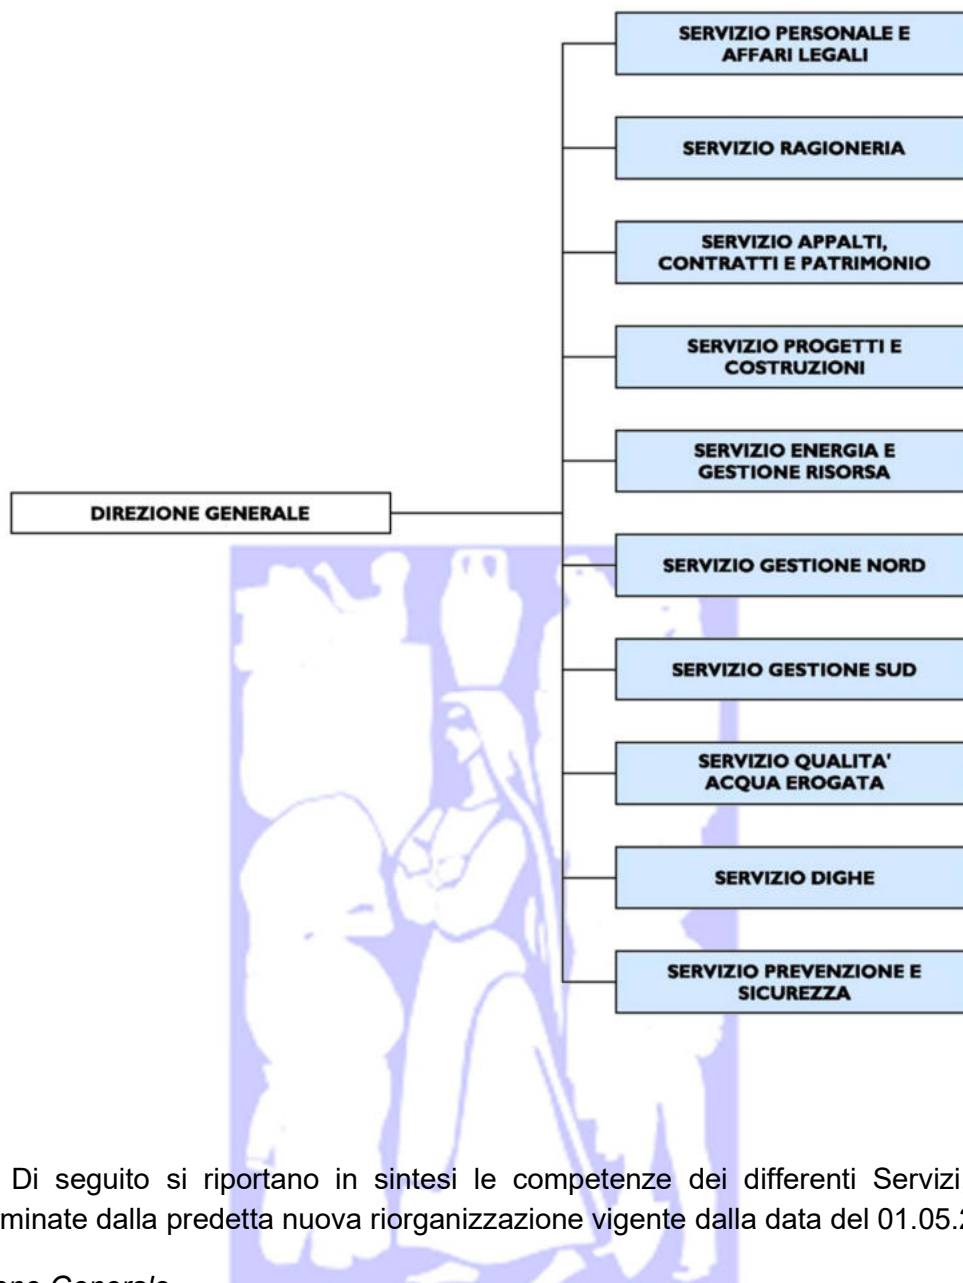 SERVIZIO PERSONALE E
AFFARI LEGALI
SERVIZIO RAGIONERIA
SERVIZIO APPALTI,
CONTRATTI E PATRIMONIO
SERVIZIO PROGETTI E
COSTRUZIONI
SERVIZIO ENERGIA E
GESTIONE RISORSA
DIREZIONE GENERALE
SERVIZIO GESTIONE NORD
SERVIZIO GESTIONE SUD
SERVIZIO QUALITA'
ACQUA EROGATA
SERVIZIO DIGHE
SERVIZIO PREVENZIONE E
SICUREZZA
Di seguito si riportano in sintesi le competenze dei differenti Servizi
minate dalla predetta nuova riorganizzazione vigente dalla data del 01.05.2
Generale